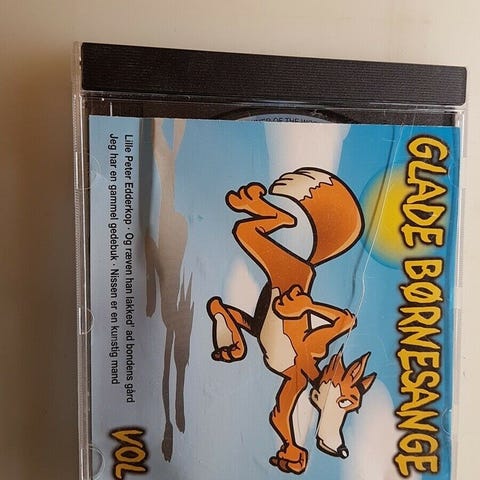 GLADE BØRNESANGE
Lille Peter Edderkop · Og ræven han lakked' ad bondens gård
Jeg har en gammel gedebuk · Nissen er en kunstig mand
VOL